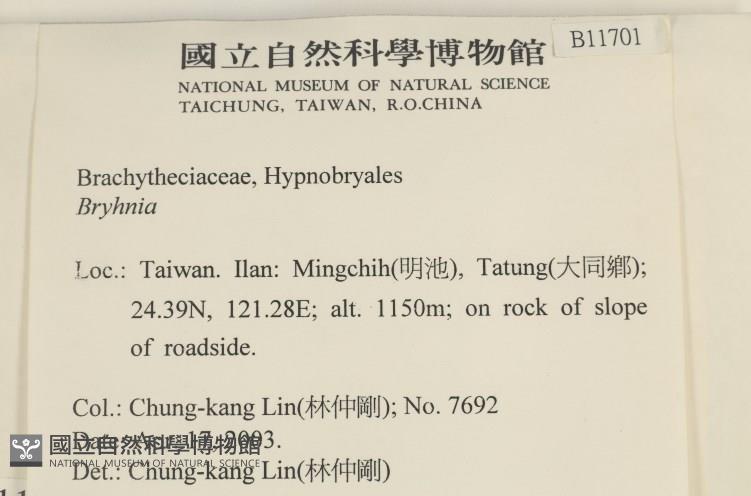 國立自然科學博物館
B11701
NATIONAL MUSEUM OF NATURAL SCIENCE
TAICHUNG, TAIWAN, R.O.CHINA
Brachytheciaceae, Hypnobryales
Bryhnia
Loc.: Taiwan. Ilan: Mingchih(明池), Tatung(大同鄉);
24.39N, 121.28E; alt. 1150m; on rock of slope
of roadside.
Col.: Chung-kang Lin(林仲剛); No. 7692
2003.
國立自然科學博物館
NATIONAL MUSEUM OF NATURAL SCIENCE
Det.: Chung-kang Lin(林仲剛)